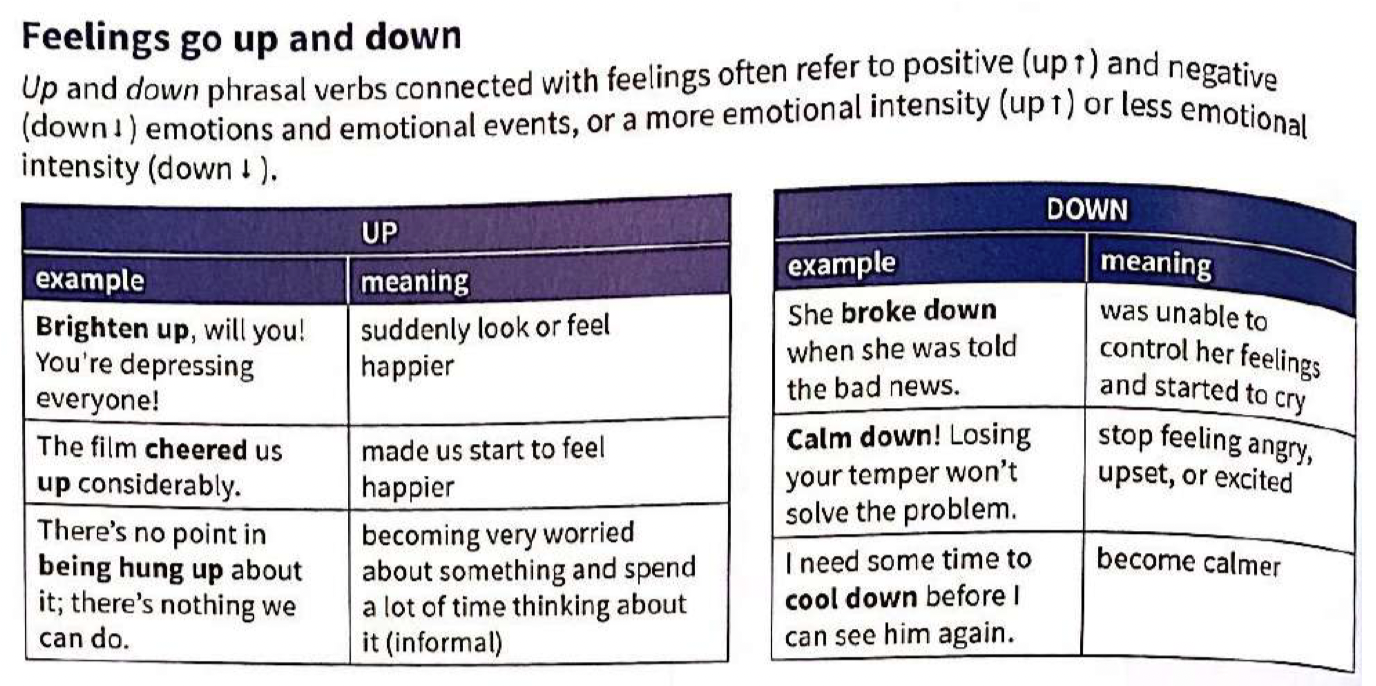 Feelings go up and down
Up and down phrasal verbs connected with feelings often refer to positive (up ↑) and negative
(down ↓) emotions and emotional events, or a more emotional intensity (up ↑) or less emotional
intensity (down ↓ ).
UP
example
meaning
Brighten up, will you!
You're depressing
everyone!
suddenly look or feel
happier
The film cheered us
up considerably.
made us start to feel
happier
There's no point in
being hung up about
it; there's nothing we
can do.
becoming very worried
about something and spend
a lot of time thinking about
it (informal)
DOWN
example
meaning
She broke down
when she was told
the bad news.
was unable to
control her feelings
and started to cry
Calm down! Losing
your temper won't
solve the problem.
stop feeling angry,
upset, or excited
I need some time to
cool down before I
can see him again.
become calmer